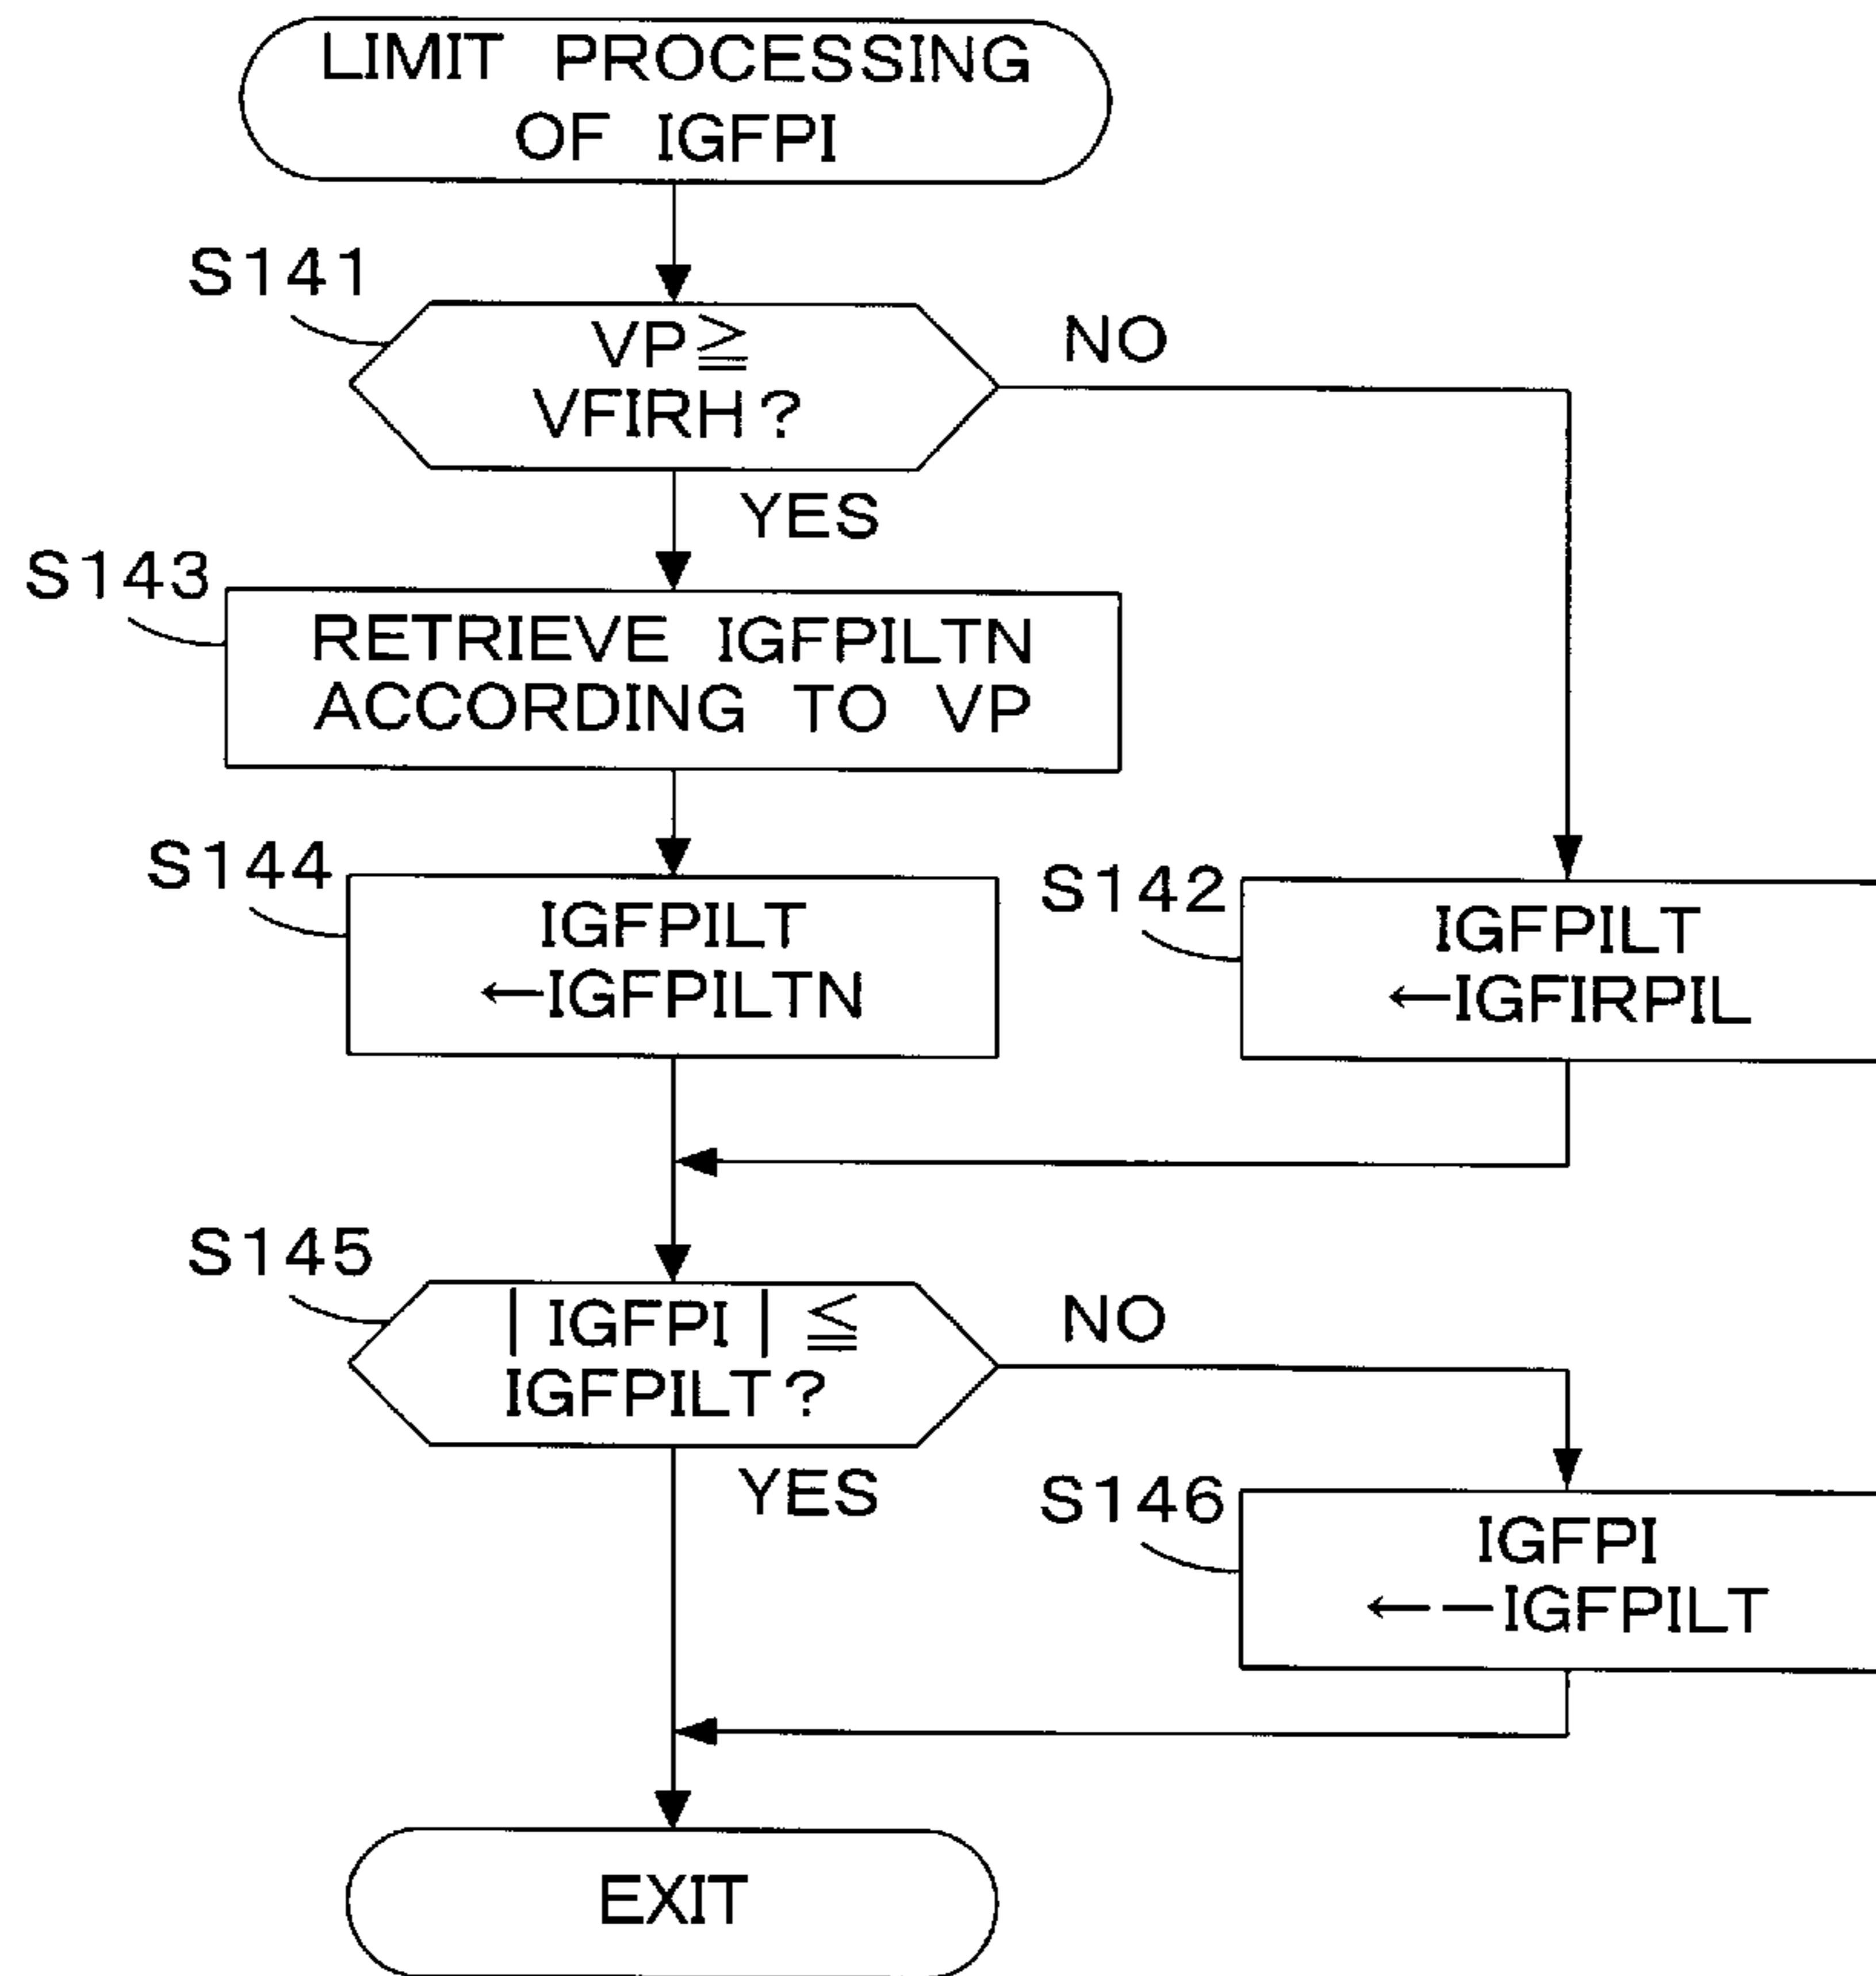 LIMIT PROCESSING
OF IGFPI
S141
VP≧
VFIRH?
NO
YES
S143
RETRIEVE IGFPILTN
ACCORDING TO VP
S144
IGFPILT
←IGFPILTN
S142
IGFPILT
←IGFIRPIL
S145
|IGFPI|≦
IGFPILT?
NO
YES
S146
IGFPI
←—IGFPILT
EXIT